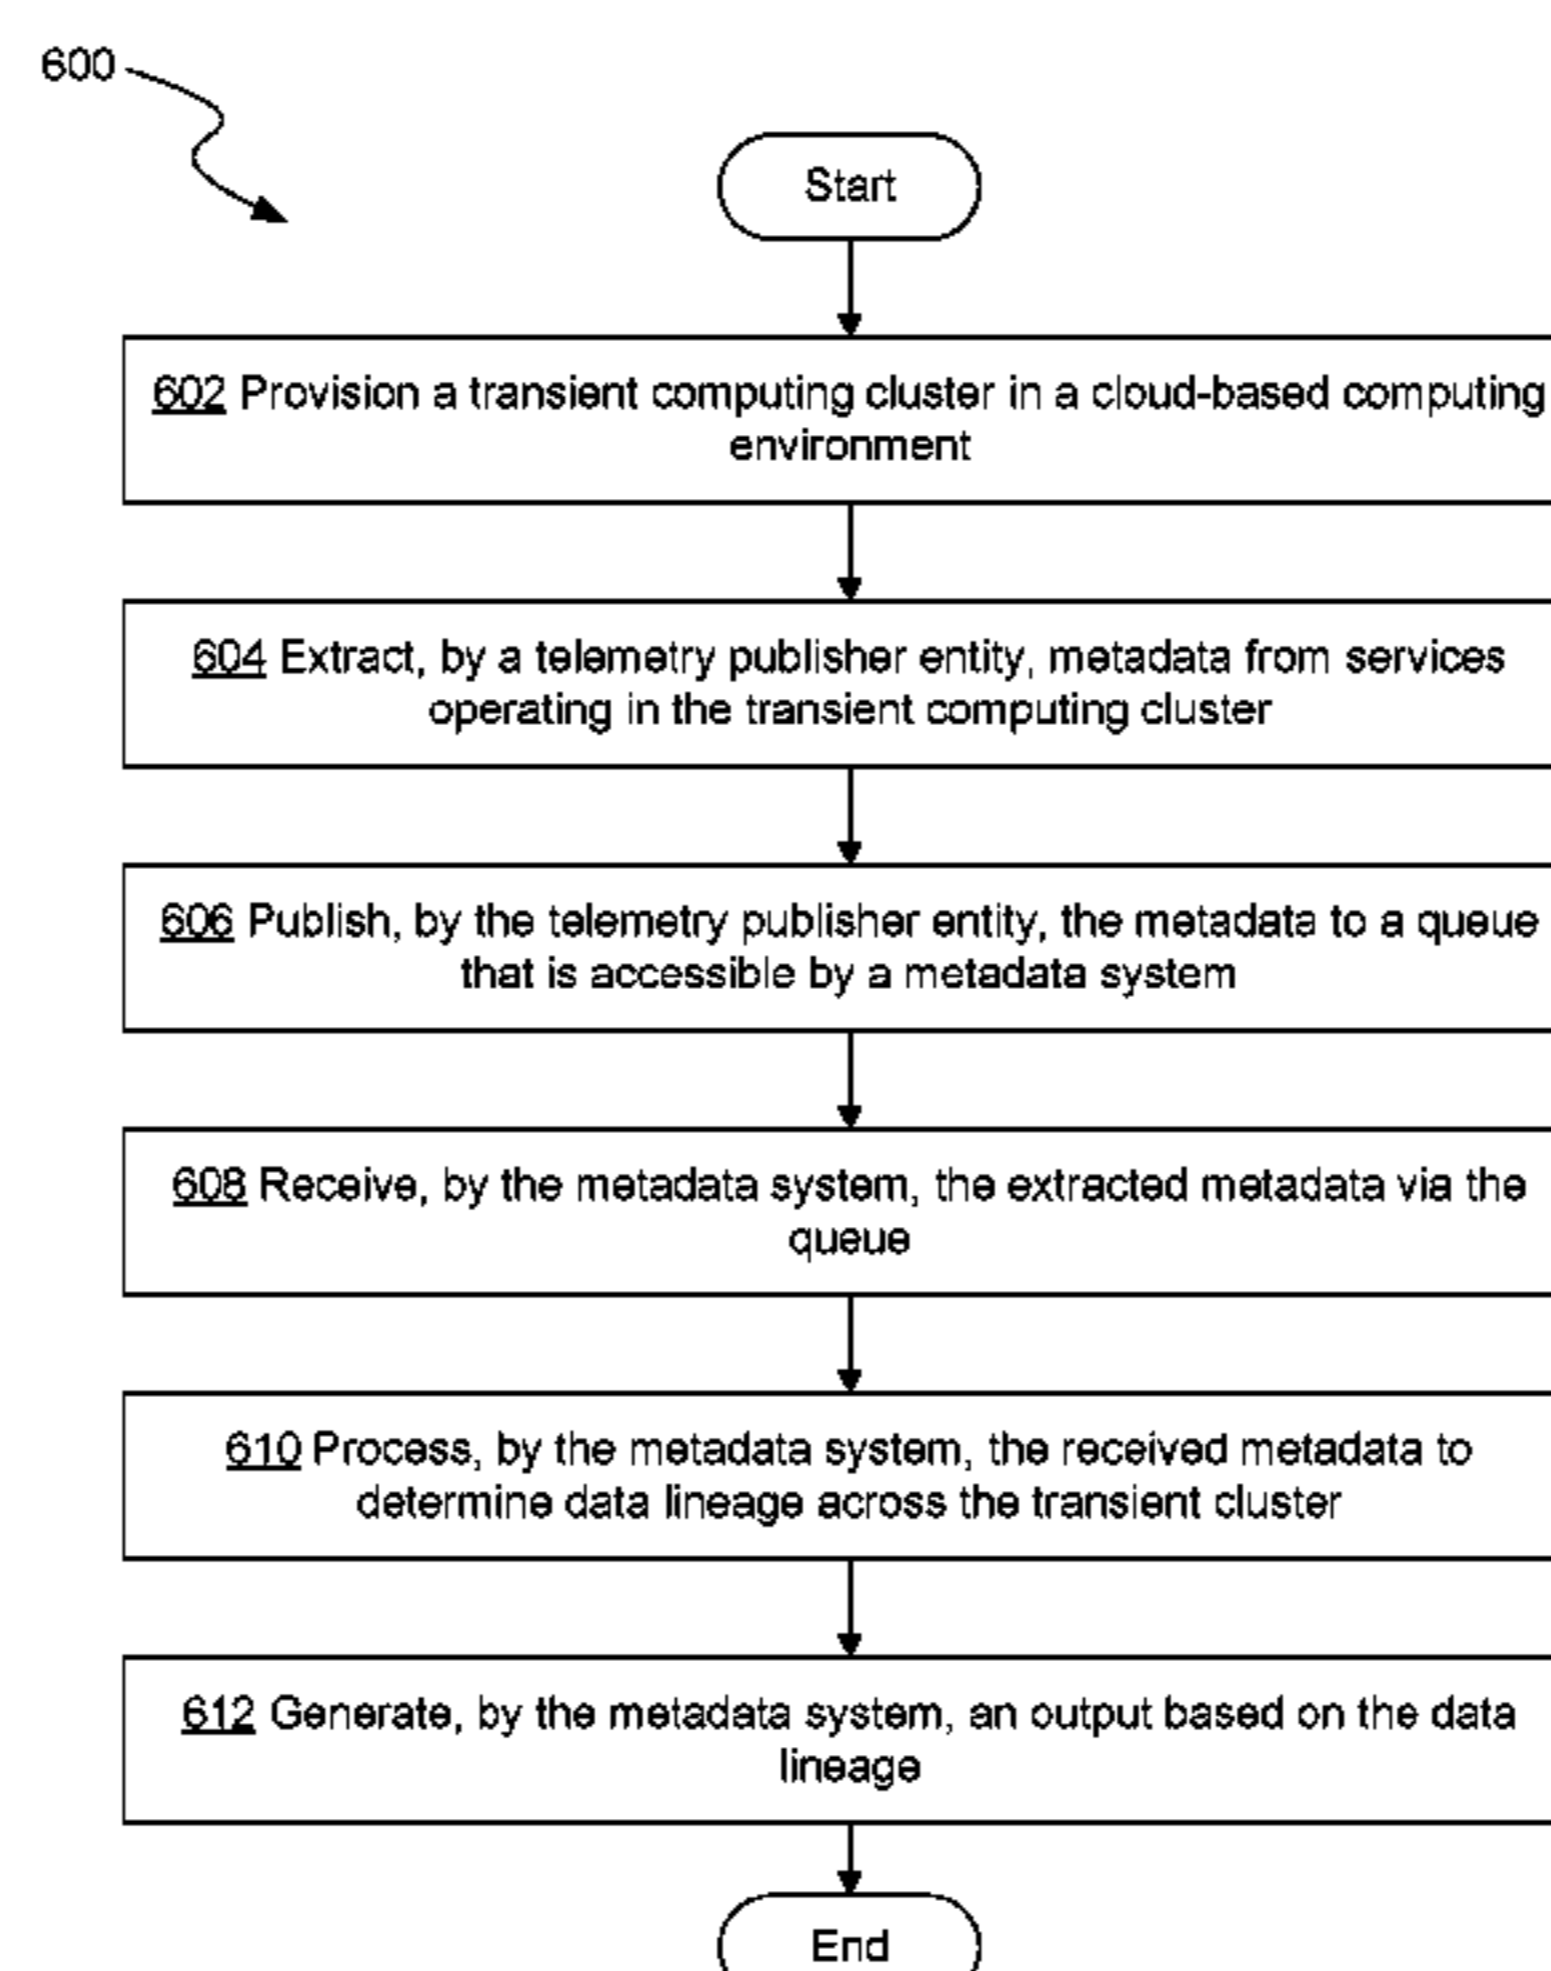 600
Start
602 Provision a transient computing cluster in a cloud-based computing
environment
604 Extract, by a telemetry publisher entity, metadata from services
operating in the transient computing cluster
606 Publish, by the telemetry publisher entity, the metadata to a queue
that is accessible by a metadata system
608 Receive, by the metadata system, the extracted metadata via the
queue
610 Process, by the metadata system, the received metadata to
determine data lineage across the transient cluster
612 Generate, by the metadata system, an output based on the data
lineage
End